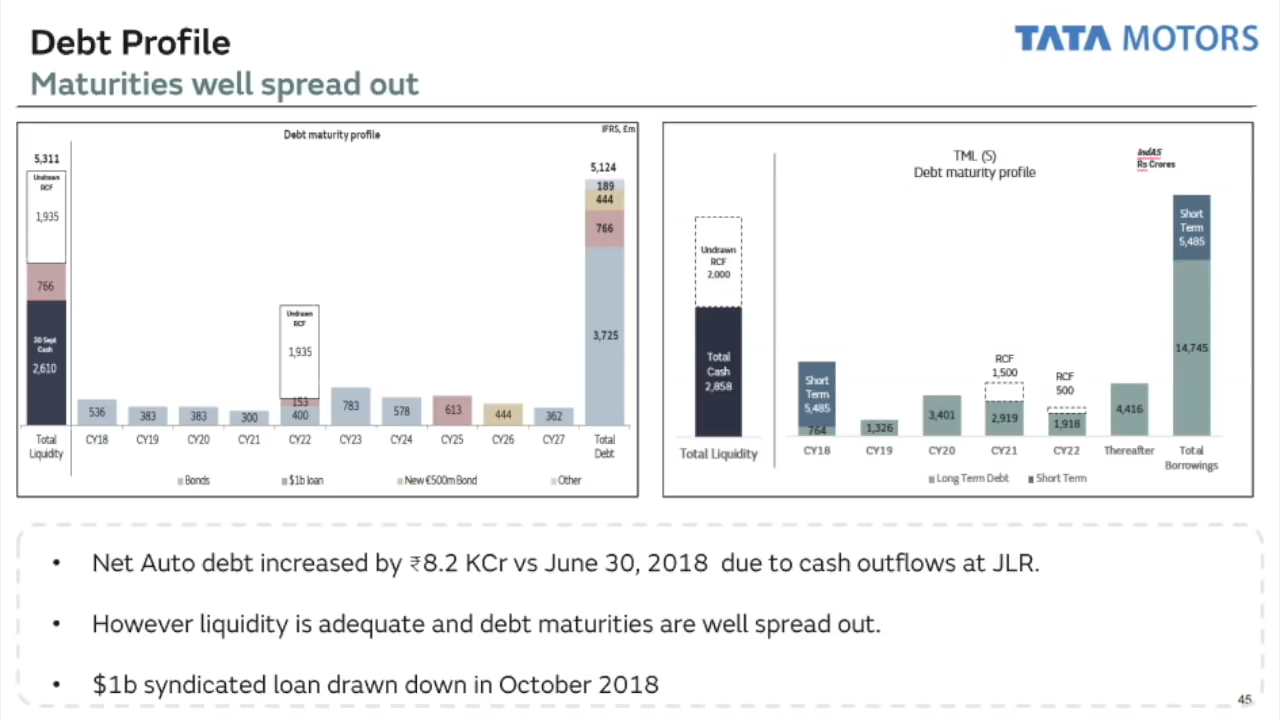 Debt Profile
TATA MOTORS
Maturities well spread out
Debt maturity profile
IFRS, £m
5,311
Undrawn
RCF
1,935
766
30 Sept
Cash
2,610
536
383
383
300
Undrawn
RCF
1,935
153
400
783
578
613
444
362
5,124
189
444
766
3,725
Total
Liquidity
CY18
CY19
CY20
CY21
CY22
CY23
CY24
CY25
CY26
CY27
Total
Debt
Bonds
$1b loan
New €500m Bond
Other
TML (S)
Debt maturity profile
IndAS
Rs Crores
Undrawn
RCF
2,000
Total
Cash
2,858
Short
Term
5,485
764
1,326
3,401
RCF
1,500
2,919
RCF
500
1,918
4,416
Short
Term
5,485
14,745
Total Liquidity
CY18
CY19
CY20
CY21
CY22
Thereafter
Total
Borrowings
Long Term Debt
Short Term
• Net Auto debt increased by ₹8.2 KCr vs June 30, 2018 due to cash outflows at JLR.
• However liquidity is adequate and debt maturities are well spread out.
• $1b syndicated loan drawn down in October 2018
45